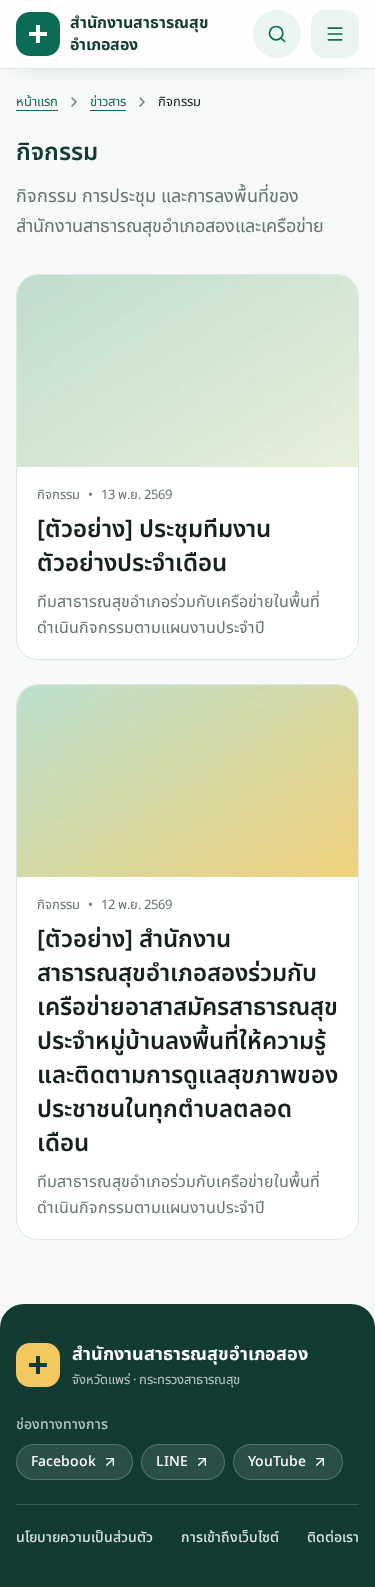 สำนักงานสาธารณสุข
อำเภอสอง
หน้าแรก > ข่าวสาร > กิจกรรม
กิจกรรม
กิจกรรม การประชุม และการลงพื้นที่ของ
สำนักงานสาธารณสุขอำเภอสองและเครือข่าย
กิจกรรม • 13 พ.ย. 2569
[ตัวอย่าง] ประชุมทีมงาน
ตัวอย่างประจำเดือน
ทีมสาธารณสุขอำเภอร่วมกับเครือข่ายในพื้นที่
ดำเนินกิจกรรมตามแผนงานประจำปี
กิจกรรม • 12 พ.ย. 2569
[ตัวอย่าง] สำนักงาน
สาธารณสุขอำเภอสองร่วมกับ
เครือข่ายอาสาสมัครสาธารณสุข
ประจำหมู่บ้านลงพื้นที่ให้ความรู้
และติดตามการดูแลสุขภาพของ
ประชาชนในทุกตำบลตลอด
เดือน
ทีมสาธารณสุขอำเภอร่วมกับเครือข่ายในพื้นที่
ดำเนินกิจกรรมตามแผนงานประจำปี
สำนักงานสาธารณสุขอำเภอสอง
จังหวัดแพร่ · กระทรวงสาธารณสุข
ช่องทางทางการ
Facebook LINE YouTube
นโยบายความเป็นส่วนตัว การเข้าถึงเว็บไซต์ ติดต่อเรา